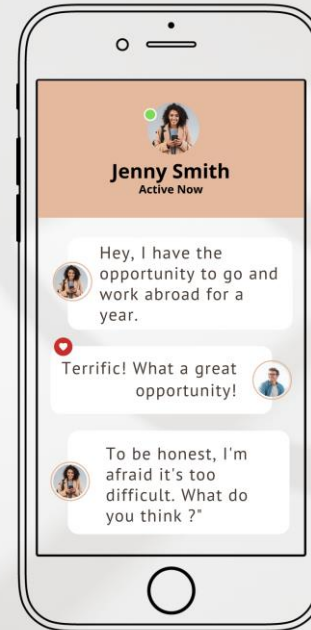 Jenny Smith
Active Now
Hey, I have the
opportunity to go and
work abroad for a
year.
Terrific! What a great
opportunity!
To be honest, I'm
afraid it's too
difficult. What do
you think ?"